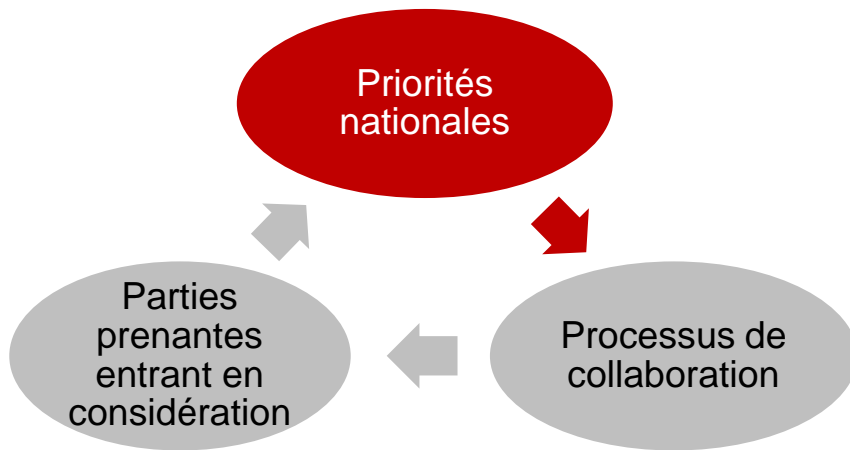 Priorités
nationales
Parties
prenantes
entrant en
considération
Processus de
collaboration